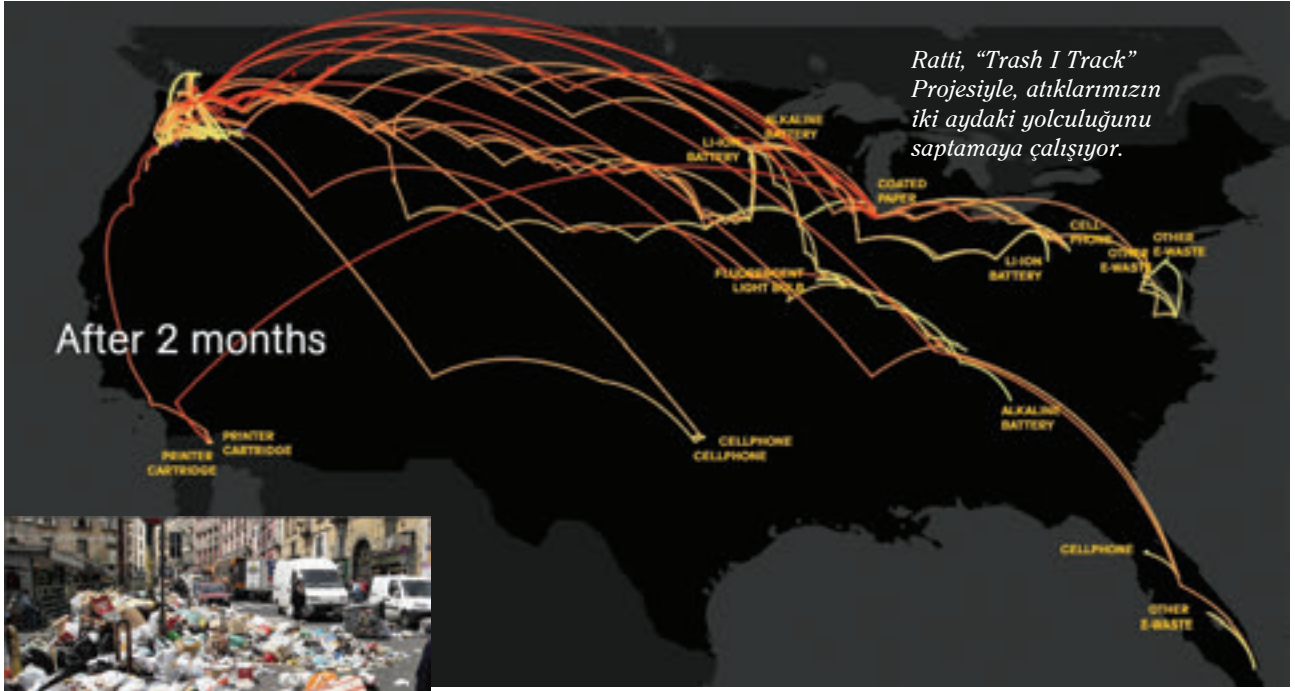 Ratti, “Trash I Track”
Projesiyle, atıklarımızın
iki aydaki yolculuğunu
saptamaya çalışıyor.
ALKALINE
BATTERY
LI-ION
BATTERY
COATED
PAPER
CELL-
PHONE
OTHER
E-WASTE
OTHER
E-WASTE
LI-ION
BATTERY
FLUORESCENT
LIGHT BULB
After 2 months
ALKALINE
BATTERY
PRINTER
CARTRIDGE
PRINTER
CARTRIDGE
CELLPHONE
CELLPHONE
CELLPHONE
OTHER
E-WASTE